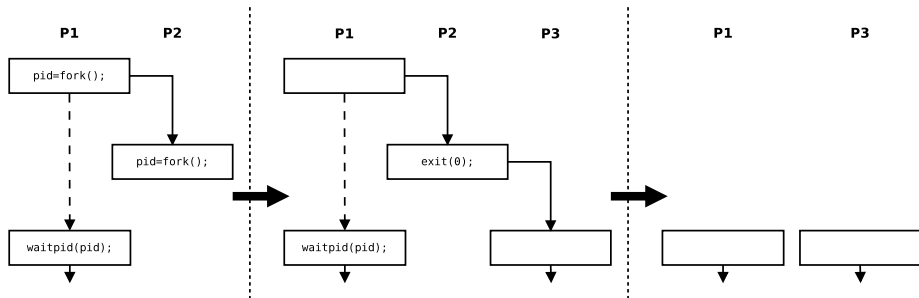 P1 P2
pid=fork();
pid=fork();
waitpid(pid);
P1 P2 P3
exit(0);
waitpid(pid);
P1 P3